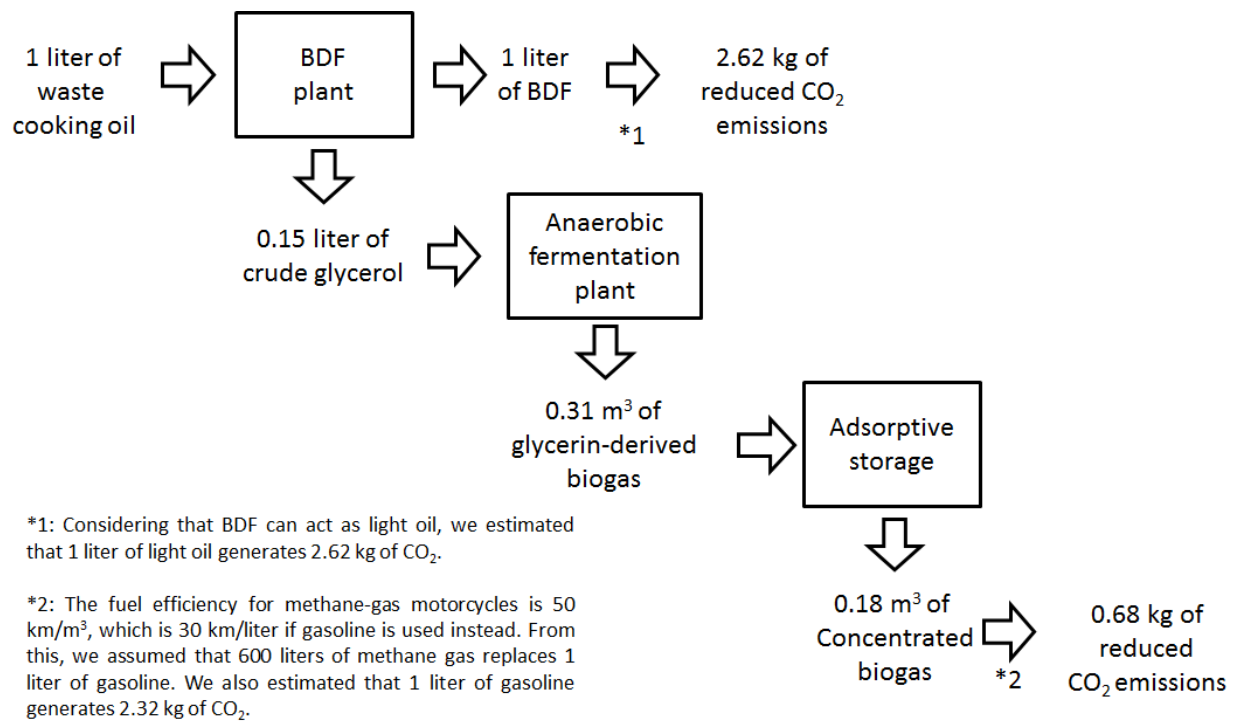 1 liter of
waste
cooking oil
BDF
plant
1 liter
of BDF
*1
2.62 kg of
reduced CO₂
emissions
0.15 liter of
crude glycerol
Anaerobic
fermentation
plant
0.31 m³ of
glycerin-derived
biogas
Adsorptive
storage
0.18 m³ of
Concentrated
biogas
*2
0.68 kg of
reduced
CO₂ emissions
*1: Considering that BDF can act as light oil, we estimated
that 1 liter of light oil generates 2.62 kg of CO₂.
*2: The fuel efficiency for methane-gas motorcycles is 50
km/m³, which is 30 km/liter if gasoline is used instead. From
this, we assumed that 600 liters of methane gas replaces 1
liter of gasoline. We also estimated that 1 liter of gasoline
generates 2.32 kg of CO₂.